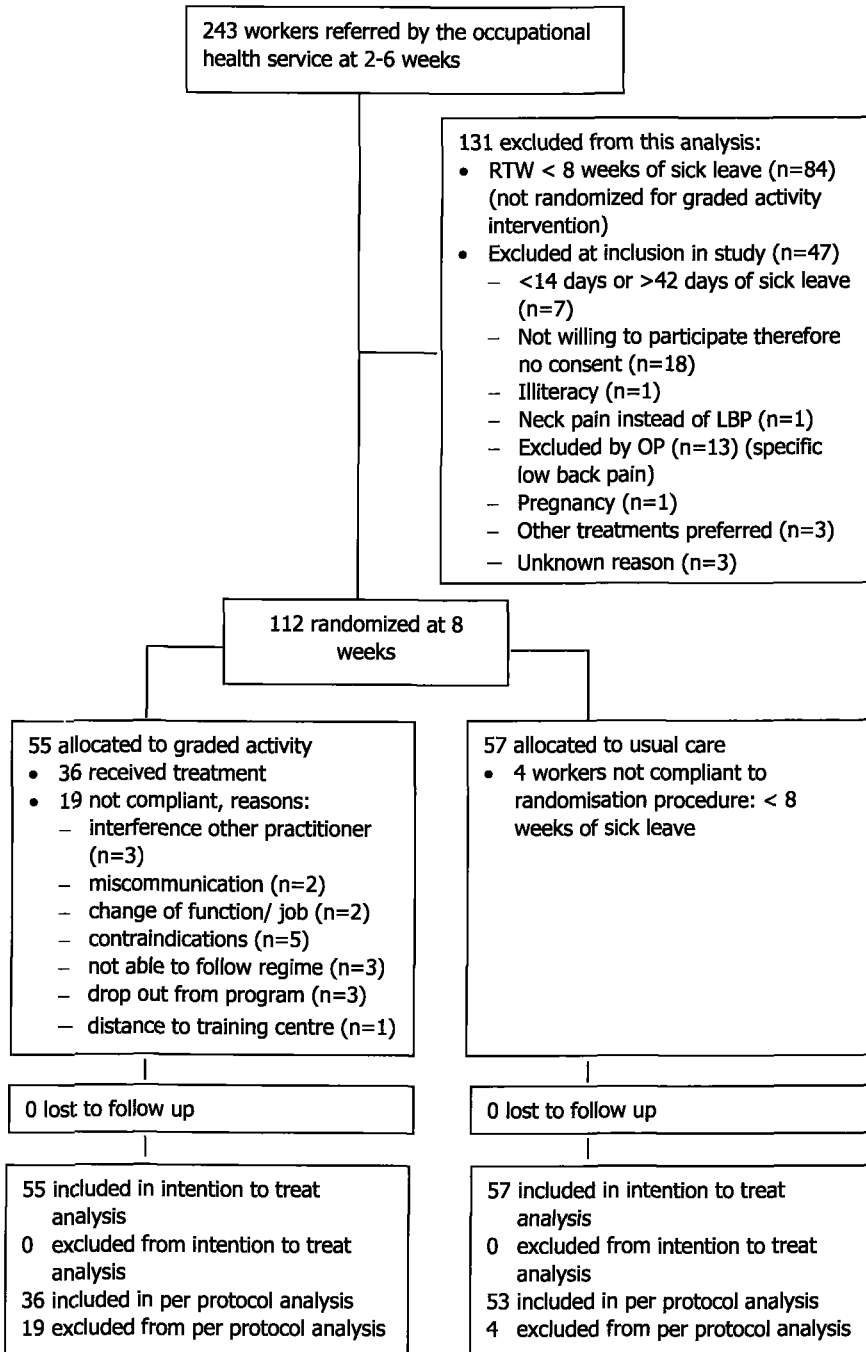 243 workers referred by the occupational
health service at 2-6 weeks
131 excluded from this analysis:
• RTW < 8 weeks of sick leave (n=84)
(not randomized for graded activity
intervention)
• Excluded at inclusion in study (n=47)
– <14 days or >42 days of sick leave
(n=7)
– Not willing to participate therefore
no consent (n=18)
– Illiteracy (n=1)
– Neck pain instead of LBP (n=1)
– Excluded by OP (n=13) (specific
low back pain)
– Pregnancy (n=1)
– Other treatments preferred (n=3)
– Unknown reason (n=3)
112 randomized at 8
weeks
55 allocated to graded activity
• 36 received treatment
• 19 not compliant, reasons:
– interference other practitioner
(n=3)
– miscommunication (n=2)
– change of function/ job (n=2)
– contraindications (n=5)
– not able to follow regime (n=3)
– drop out from program (n=3)
– distance to training centre (n=1)
57 allocated to usual care
• 4 workers not compliant to
randomisation procedure: < 8
weeks of sick leave
0 lost to follow up
0 lost to follow up
55 included in intention to treat
analysis
0 excluded from intention to treat
analysis
36 included in per protocol analysis
19 excluded from per protocol analysis
57 included in intention to treat
analysis
0 excluded from intention to treat
analysis
53 included in per protocol analysis
4 excluded from per protocol analysis